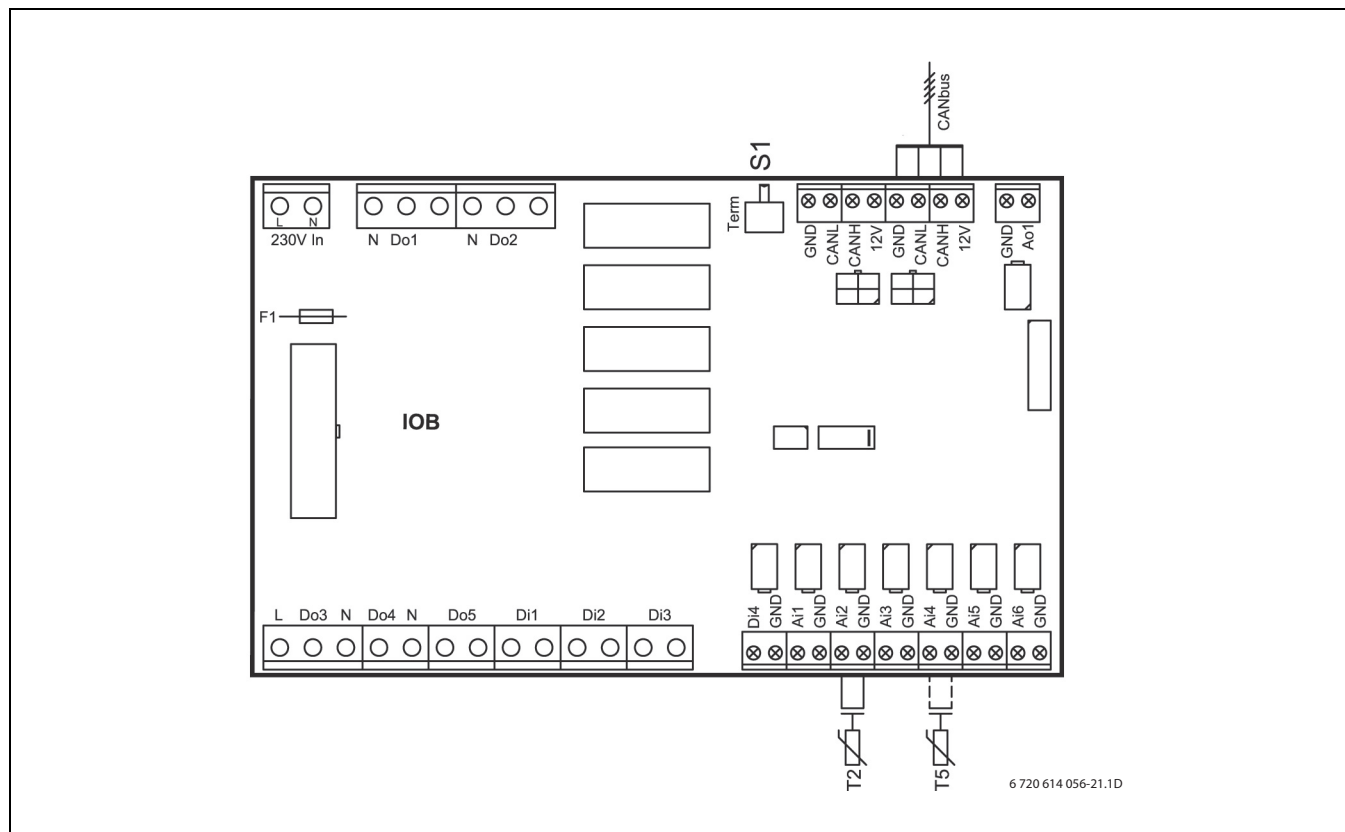 CANbus
S1
Term
L N
230V In
N Do1
N Do2
GND
CANL
CANH
12V
GND
CANL
CANH
12V
GND
Ao1
F1
IOB
L Do3 N Do4 N Do5 Di1 Di2 Di3
Di4
GND
Ai1
GND
Ai2
GND
Ai3
GND
Ai4
GND
Ai5
GND
Ai6
GND
T2
T5
6 720 614 056-21.1D